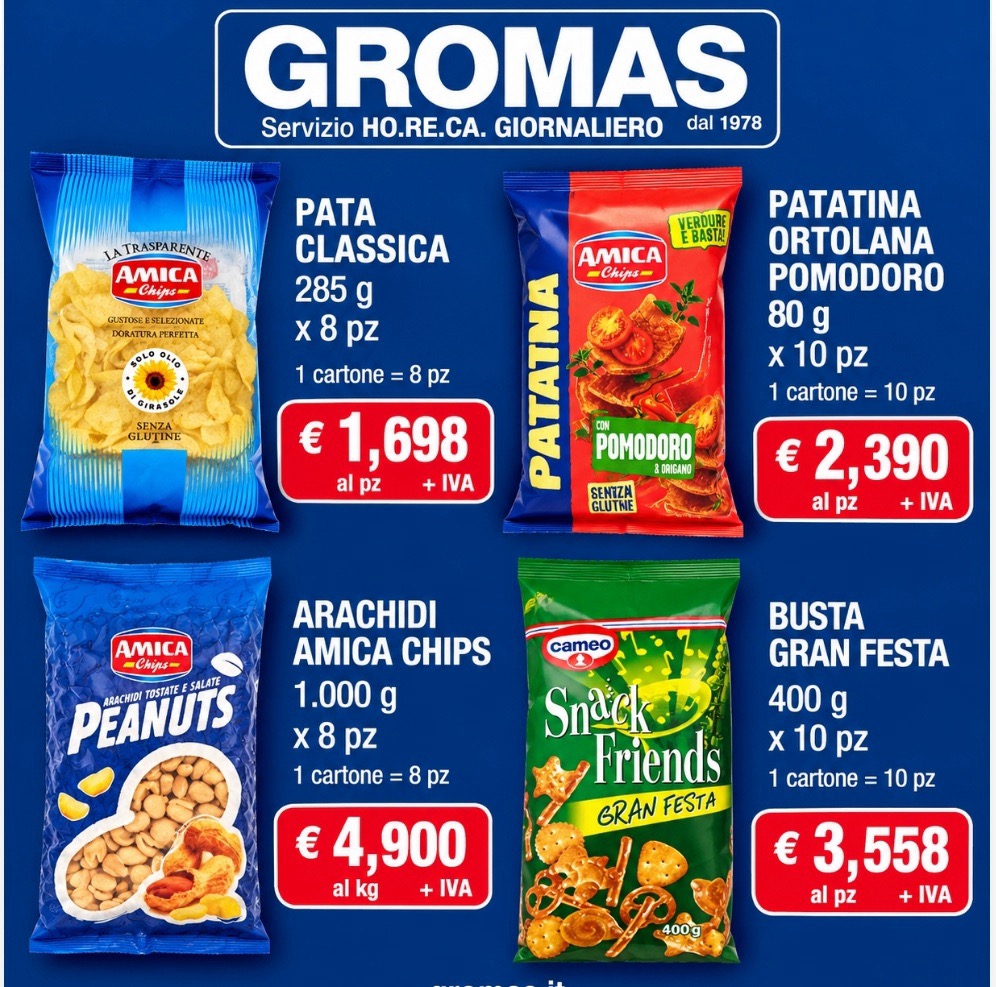 GROMAS
Servizio HO.RE.CA. GIORNALIERO dal 1978
LA TRASPARENTE
AMICA
Chips
GUSTOSE E SELEZIONATE
DORATURA PERFETTA
SOLO OLIO
DI GIRASOLE
SENZA
GLUTINE
PATA
CLASSICA
285 g
x 8 pz
1 cartone = 8 pz
€ 1,698
al pz + IVA
VERDURE
E BASTA!
AMICA
Chips
PATATINA
CON
POMODORO
& ORIGANO
SENZA
GLUTINE
PATATINA
ORTOLANA
POMODORO
80 g
x 10 pz
1 cartone = 10 pz
€ 2,390
al pz + IVA
AMICA
Chips
ARACHIDI TOSTATE E SALATE
PEANUTS
ARACHIDI
AMICA CHIPS
1.000 g
x 8 pz
1 cartone = 8 pz
€ 4,900
al kg + IVA
cameo
Snack
Friends
GRAN FESTA
400 g
BUSTA
GRAN FESTA
400 g
x 10 pz
1 cartone = 10 pz
€ 3,558
al pz + IVA